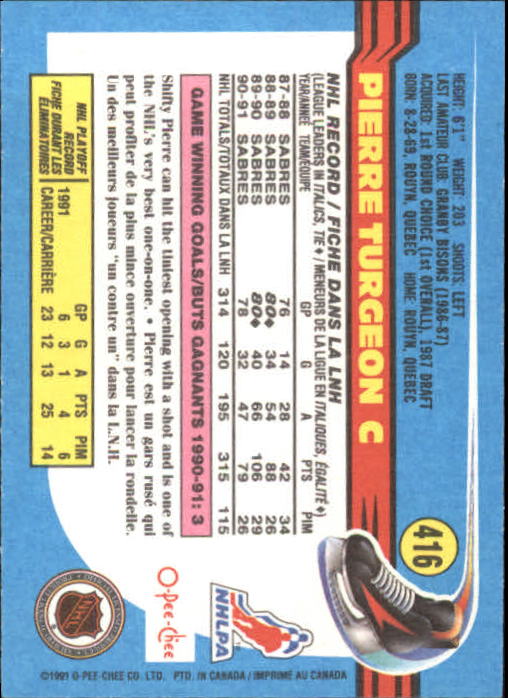 416
PIERRE TURGEON C
HEIGHT: 6'1" WEIGHT: 203 SHOOTS: LEFT
LAST AMATEUR CLUB: GRANBY BISONS (1986-87)
ACQUIRED: 1st ROUND CHOICE (1st OVERALL), 1987 DRAFT
BORN: 8-28-69, ROUYN, QUEBEC HOME: ROUYN, QUEBEC
NHL RECORD / FICHE DANS LA LNH
(LEAGUE LEADERS IN ITALICS, TIE♦ / MENEURS DE LA LIGUE EN ITALIQUES, ÉGALITÉ♦)
YEAR/ANNÉE TEAM/ÉQUIPE GP G A PTS PIM
87-88 SABRES 76 14 28 42 34
88-89 SABRES 80♦ 34 54 88 26
89-90 SABRES 80♦ 40 66 106 29
90-91 SABRES 78 32 47 79 26
NHL TOTALS/TOTAUX DANS LA LNH 314 120 195 315 115
GAME WINNING GOALS/BUTS GAGNANTS 1990-91: 3
Shifty Pierre can hit the tiniest opening with a shot and is one of
the NHL's very best one-on-one. • Pierre est un gars rusé qui
peut profiter de la plus mince ouverture pour lancer la rondelle.
Un des meilleurs joueurs "un contre un" dans la L.N.H.
NHL PLAYOFF
RECORD
FICHE DURANT LES
ÉLIMINATOIRES
GP G A PTS PIM
1991 6 3 1 4 6
CAREER/CARRIÈRE 23 12 13 25 14
NHLPA
O-Pee-Chee
NHL
©1991 O-PEE-CHEE CO. LTD. PTD. IN CANADA / IMPRIMÉ AU CANADA